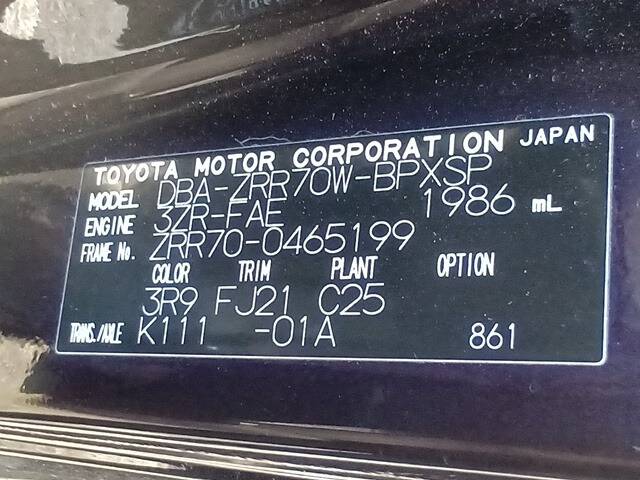 TOYOTA MOTOR CORPORATION JAPAN
MODEL DBA-ZRR70W-BPXSP
ENGINE 3ZR-FAE 1986 mL
FRAME No. ZRR70-0465199
COLOR TRIM PLANT OPTION
3R9 FJ21 C25
TRANS./AXLE K111 -01A 861